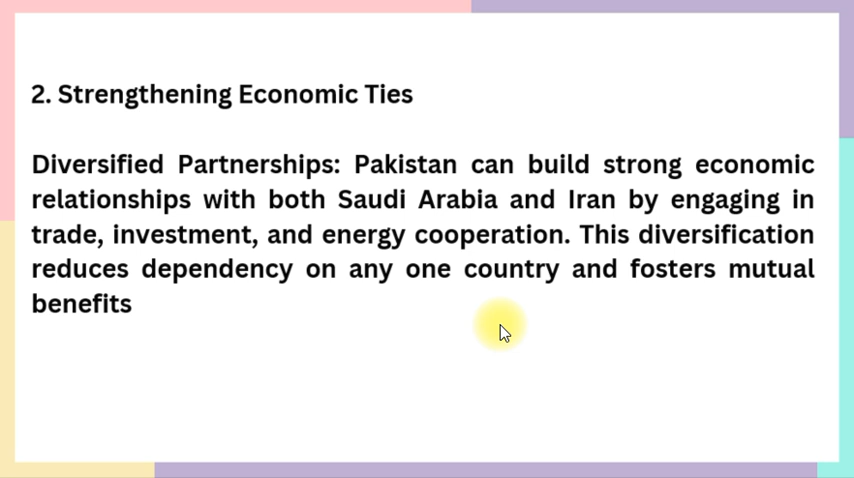 2. Strengthening Economic Ties
Diversified Partnerships: Pakistan can build strong economic
relationships with both Saudi Arabia and Iran by engaging in
trade, investment, and energy cooperation. This diversification
reduces dependency on any one country and fosters mutual
benefits